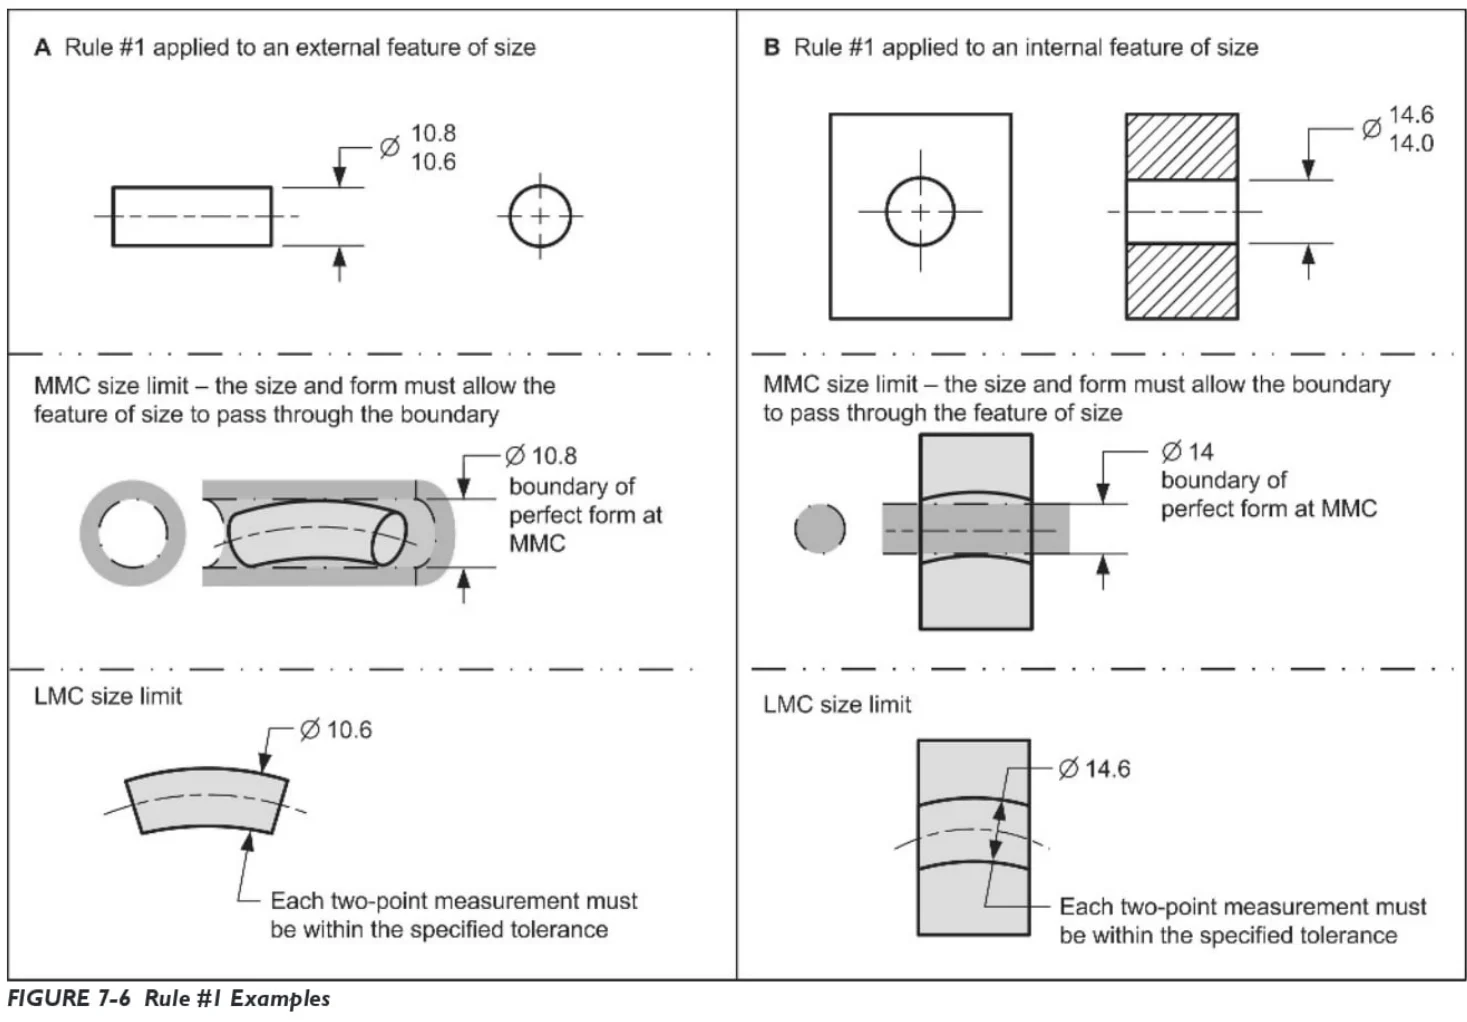 A Rule #1 applied to an external feature of size
Ø 10.8
10.6
MMC size limit – the size and form must allow the
feature of size to pass through the boundary
Ø 10.8
boundary of
perfect form at
MMC
LMC size limit
Ø 10.6
Each two-point measurement must
be within the specified tolerance
B Rule #1 applied to an internal feature of size
Ø 14.6
14.0
MMC size limit – the size and form must allow the boundary
to pass through the feature of size
Ø 14
boundary of
perfect form at MMC
LMC size limit
Ø 14.6
Each two-point measurement must
be within the specified tolerance
FIGURE 7-6 Rule #1 Examples